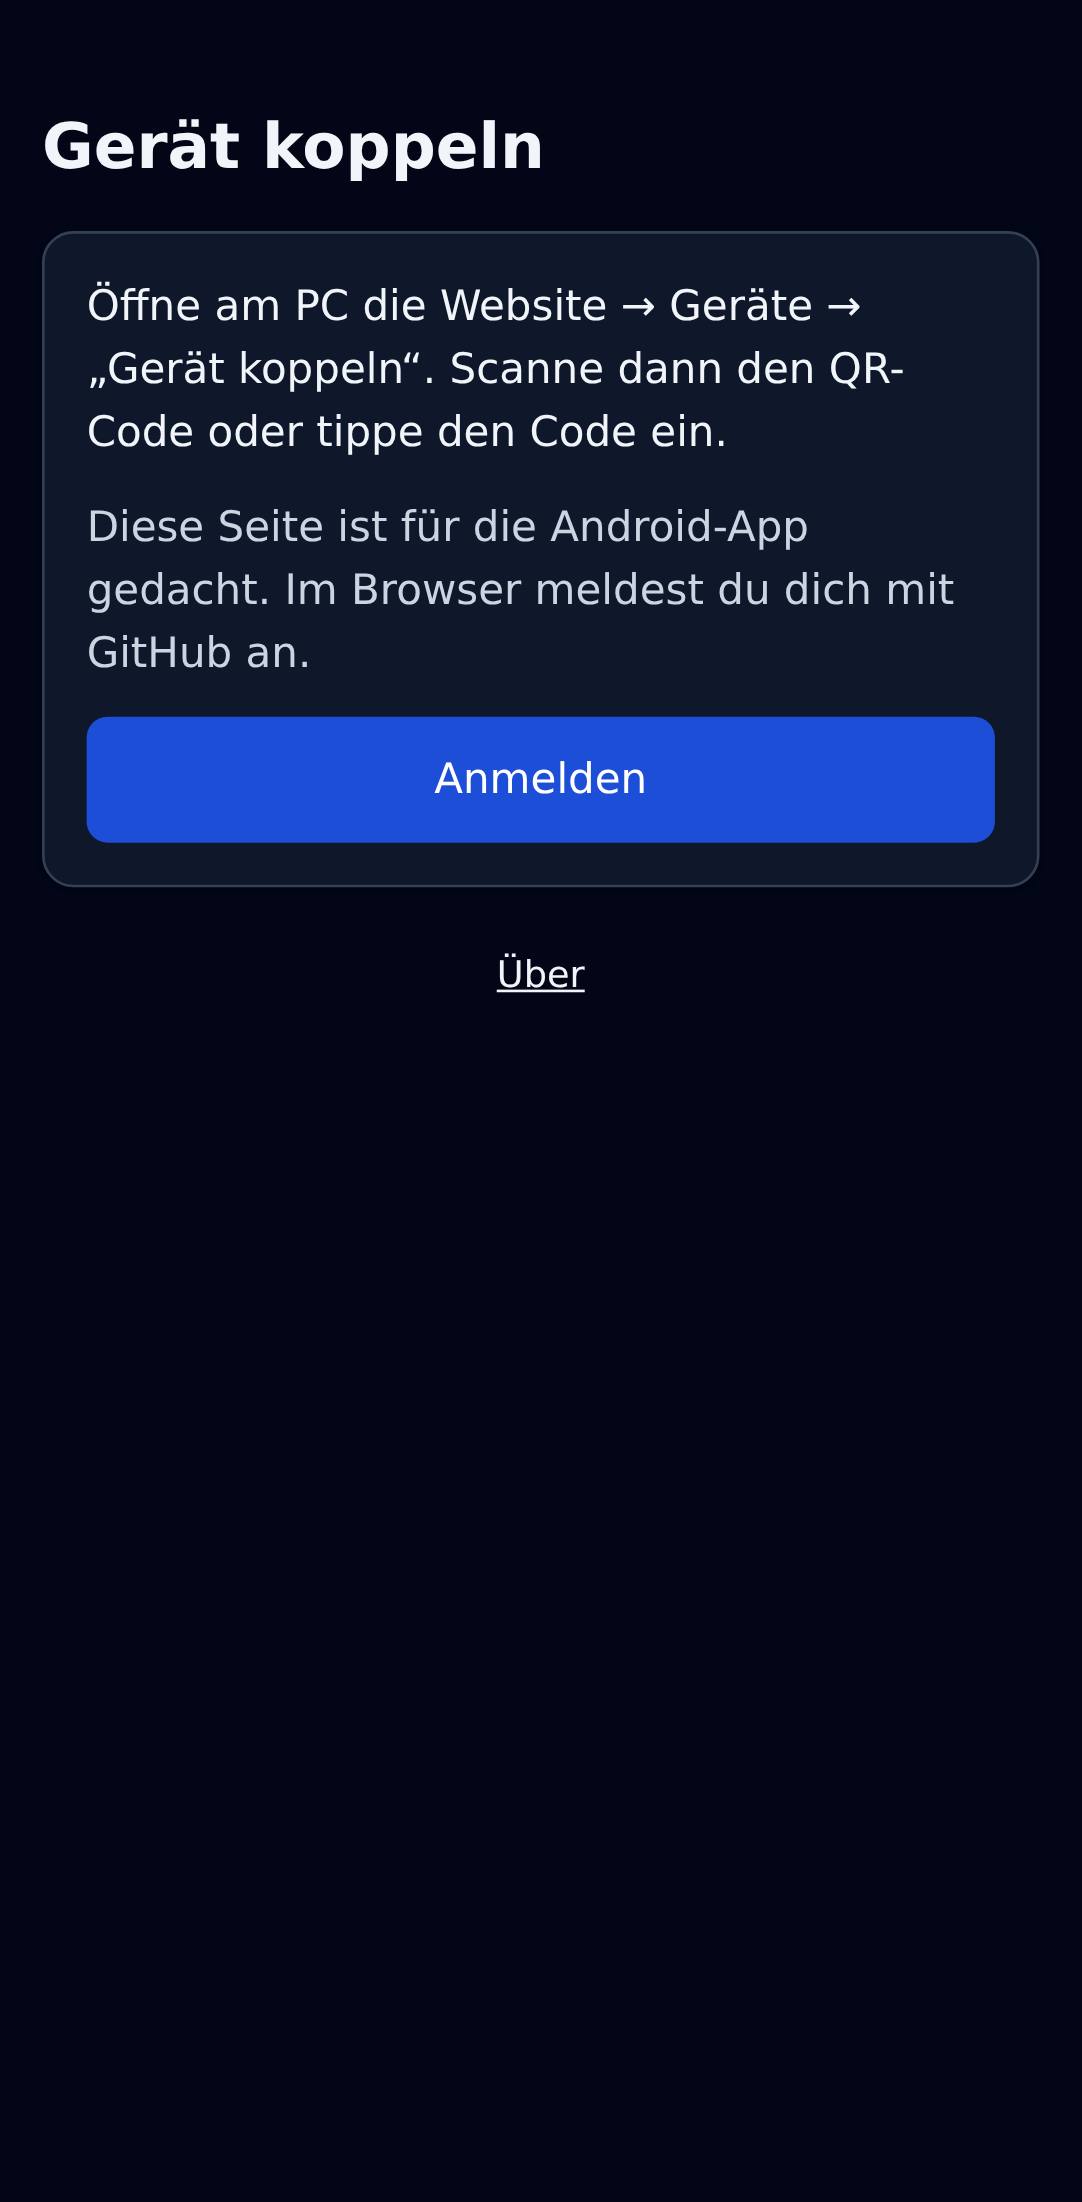 Gerät koppeln
Öffne am PC die Website → Geräte →
„Gerät koppeln“. Scanne dann den QR-
Code oder tippe den Code ein.
Diese Seite ist für die Android-App
gedacht. Im Browser meldest du dich mit
GitHub an.
Anmelden
Über